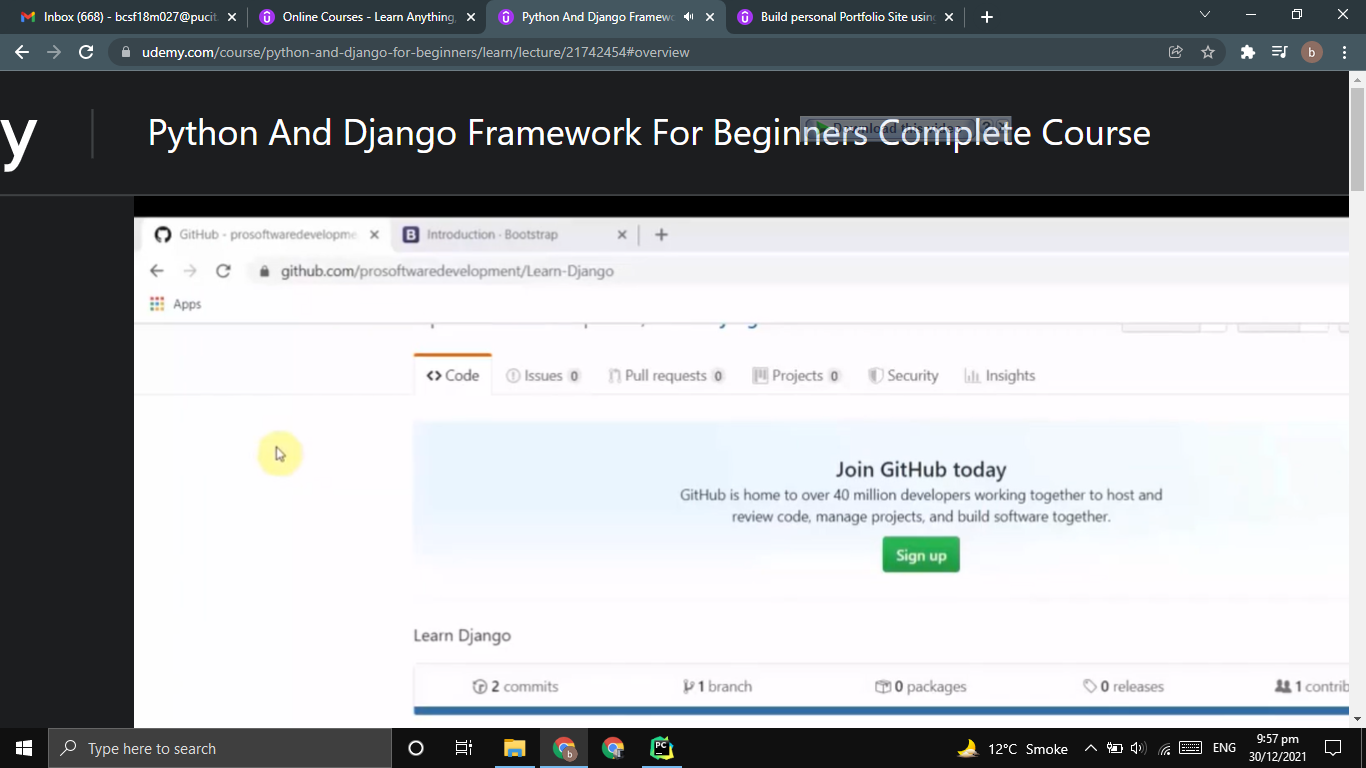 Inbox (668) - bcsf18m027@pucit
Online Courses - Learn Anything,
Python And Django Framewo
Build personal Portfolio Site using
udemy.com/course/python-and-django-for-beginners/learn/lecture/21742454#overview
b
y
Python And Django Framework For Beginners Complete Course
Download this video
GitHub - prosoftwaredevelopme
Introduction · Bootstrap
github.com/prosoftwaredevelopment/Learn-Django
Apps
Code
Issues 0
Pull requests 0
Projects 0
Security
Insights
Join GitHub today
GitHub is home to over 40 million developers working together to host and
review code, manage projects, and build software together.
Sign up
Learn Django
2 commits
1 branch
0 packages
0 releases
1 contrib
Type here to search
12°C Smoke
ENG
9:57 pm
30/12/2021